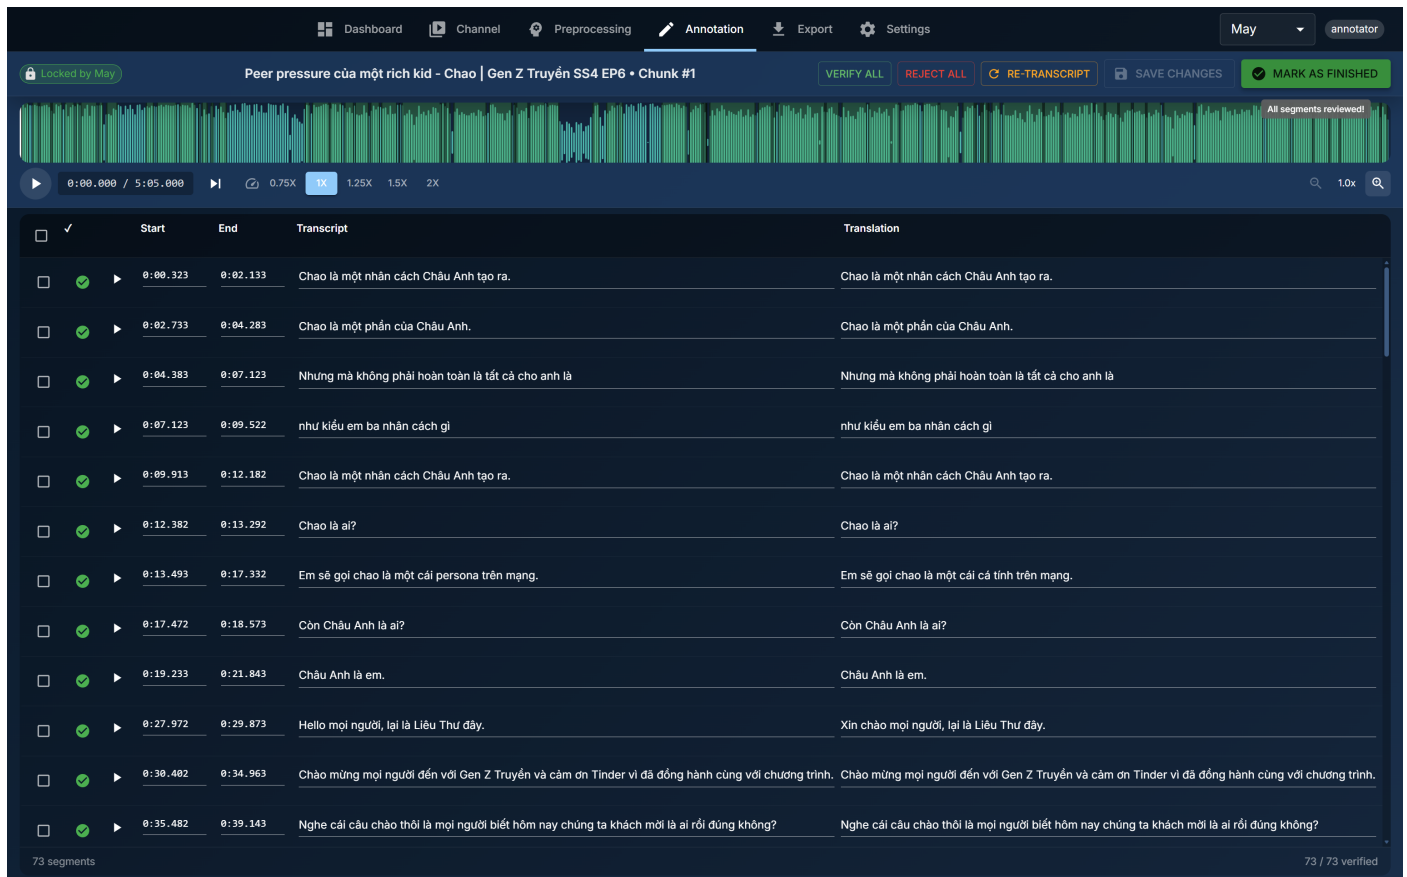 Dashboard Channel Preprocessing Annotation Export Settings May annotator
Locked by May Peer pressure của một rich kid - Chao | Gen Z Truyền SS4 EP6 • Chunk #1 VERIFY ALL REJECT ALL RE-TRANSCRIPT SAVE CHANGES MARK AS FINISHED
All segments reviewed!
0:00.000 / 5:05.000 0.75X 1X 1.25X 1.5X 2X 1.0x
✓ Start End Transcript Translation
0:00.323 0:02.133 Chao là một nhân cách Châu Anh tạo ra. Chao là một nhân cách Châu Anh tạo ra.
0:02.733 0:04.283 Chao là một phần của Châu Anh. Chao là một phần của Châu Anh.
0:04.383 0:07.123 Nhưng mà không phải hoàn toàn là tất cả cho anh là Nhưng mà không phải hoàn toàn là tất cả cho anh là
0:07.123 0:09.522 như kiểu em ba nhân cách gì như kiểu em ba nhân cách gì
0:09.913 0:12.182 Chao là một nhân cách Châu Anh tạo ra. Chao là một nhân cách Châu Anh tạo ra.
0:12.382 0:13.292 Chao là ai? Chao là ai?
0:13.493 0:17.332 Em sẽ gọi chao là một cái persona trên mạng. Em sẽ gọi chao là một cái cá tính trên mạng.
0:17.472 0:18.573 Còn Châu Anh là ai? Còn Châu Anh là ai?
0:19.233 0:21.843 Châu Anh là em. Châu Anh là em.
0:27.972 0:29.873 Hello mọi người, lại là Liêu Thư đây. Xin chào mọi người, lại là Liêu Thư đây.
0:30.402 0:34.963 Chào mừng mọi người đến với Gen Z Truyền và cảm ơn Tinder vì đã đồng hành cùng với chương trình. Chào mừng mọi người đến với Gen Z Truyền và cảm ơn Tinder vì đã đồng hành cùng với chương trình.
0:35.482 0:39.143 Nghe cái câu chào thôi là mọi người biết hôm nay chúng ta khách mời là ai rồi đúng không? Nghe cái câu chào thôi là mọi người biết hôm nay chúng ta khách mời là ai rồi đúng không?
73 segments 73 / 73 verified